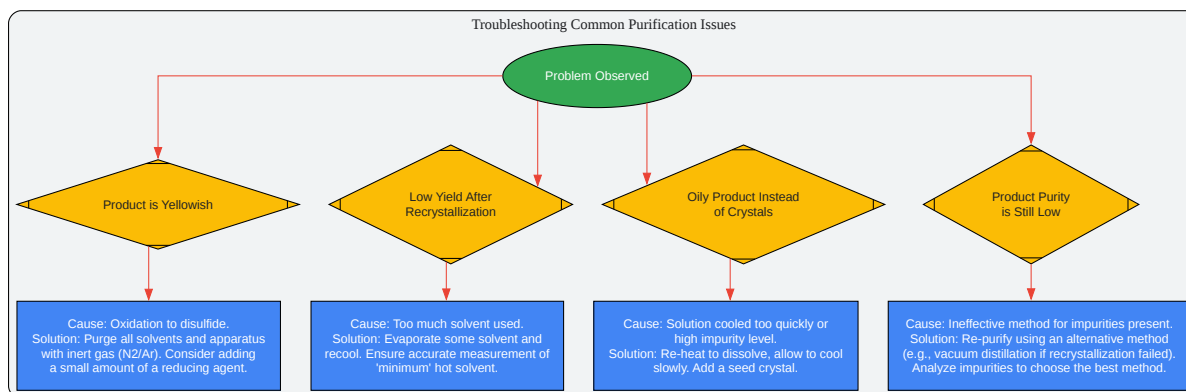 Troubleshooting Common Purification Issues
Problem Observed
Product is Yellowish
Low Yield After
Recrystallization
Oily Product Instead
of Crystals
Product Purity
is Still Low
Cause: Oxidation to disulfide.
Solution: Purge all solvents and apparatus
with inert gas (N2/Ar). Consider adding
a small amount of a reducing agent.
Cause: Too much solvent used.
Solution: Evaporate some solvent and
recool. Ensure accurate measurement of
'minimum' hot solvent.
Cause: Solution cooled too quickly or
high impurity level.
Solution: Re-heat to dissolve, allow to cool
slowly. Add a seed crystal.
Cause: Ineffective method for impurities present.
Solution: Re-purify using an alternative method
(e.g., vacuum distillation if recrystallization failed).
Analyze impurities to choose the best method.